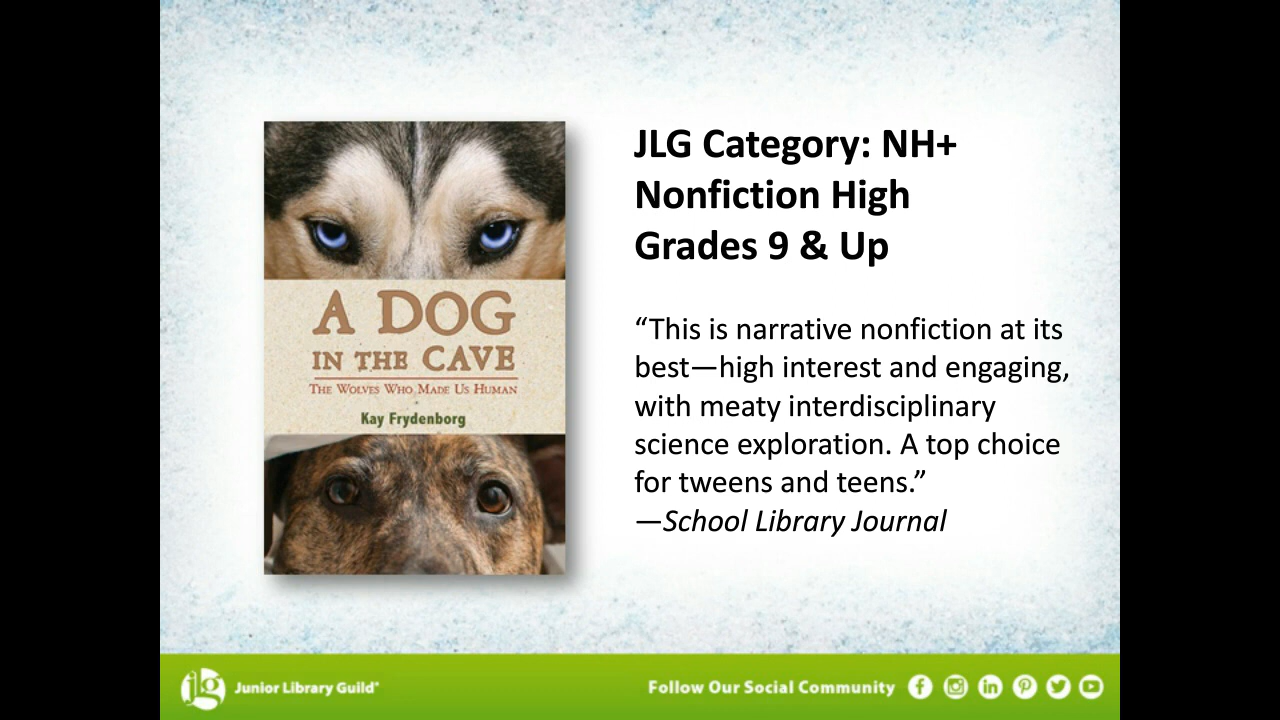 A DOG
IN THE CAVE
THE WOLVES WHO MADE US HUMAN
Kay Frydenborg
JLG Category: NH+
Nonfiction High
Grades 9 & Up
“This is narrative nonfiction at its
best—high interest and engaging,
with meaty interdisciplinary
science exploration. A top choice
for tweens and teens.”
—School Library Journal
jlg Junior Library Guild®
Follow Our Social Community